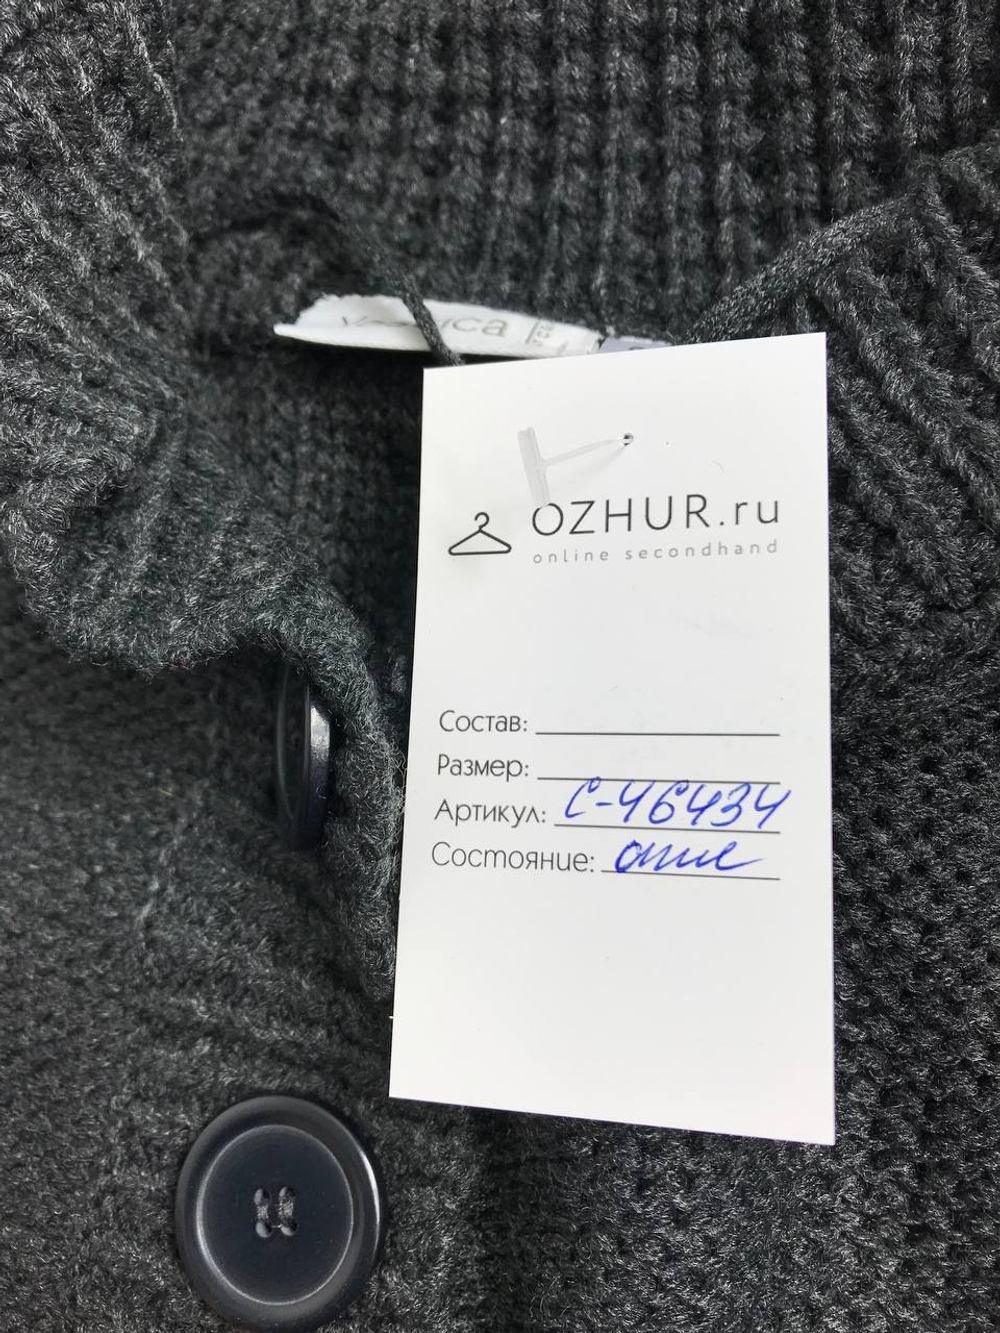 OZHUR.ru
online secondhand
Состав:
Размер:
Артикул: С-46434
Состояние: отл